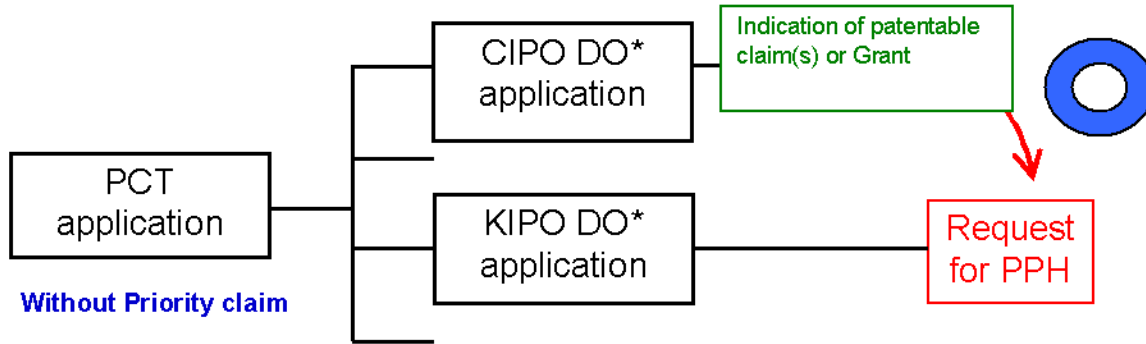 CIPO DO*
application
Indication of patentable
claim(s) or Grant
PCT
application
Without Priority claim
KIPO DO*
application
Request
for PPH